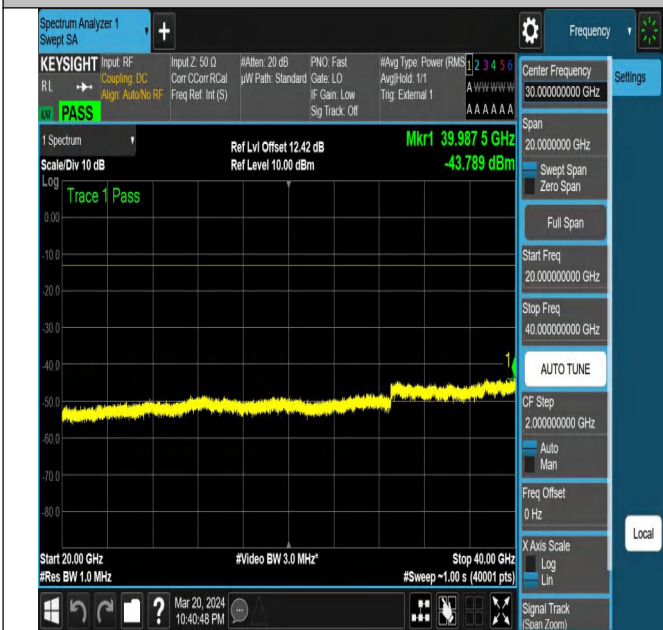 Spectrum Analyzer 1
Swept SA
Frequency
KEYSIGHT
RL
LXI PASS
Input: RF
Coupling: DC
Align: Auto/No RF
Input Z: 50 Ω
Corr CCorr RCal
Freq Ref: Int (S)
#Atten: 20 dB
µW Path: Standard
PNO: Fast
Gate: LO
IF Gain: Low
Sig Track: Off
#Avg Type: Power (RMS
Avg|Hold: 1/1
Trig: External 1
1 2 3 4 5 6
A W W W W W
A A A A A A
1 Spectrum
Scale/Div 10 dB
Log
Ref Lvl Offset 12.42 dB
Ref Level 10.00 dBm
Mkr1 39.987 5 GHz
-43.789 dBm
Trace 1 Pass
0.00
-10.0
-20.0
-30.0
-40.0
-50.0
-60.0
-70.0
-80.0
1
Start 20.00 GHz
#Res BW 1.0 MHz
#Video BW 3.0 MHz*
Stop 40.00 GHz
#Sweep ~1.00 s (40001 pts)
Mar 20, 2024
10:40:48 PM
Center Frequency
30.000000000 GHz
Span
20.0000000 GHz
Swept Span
Zero Span
Full Span
Start Freq
20.000000000 GHz
Stop Freq
40.000000000 GHz
AUTO TUNE
CF Step
2.000000000 GHz
Auto
Man
Freq Offset
0 Hz
X Axis Scale
Log
Lin
Signal Track
(Span Zoom)
Settings
Local